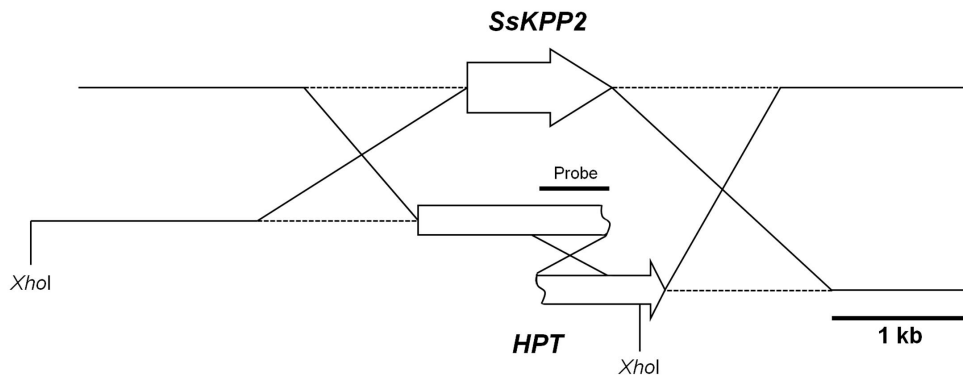 SsKPP2
Probe
XhoI
HPT
XhoI
1 kb